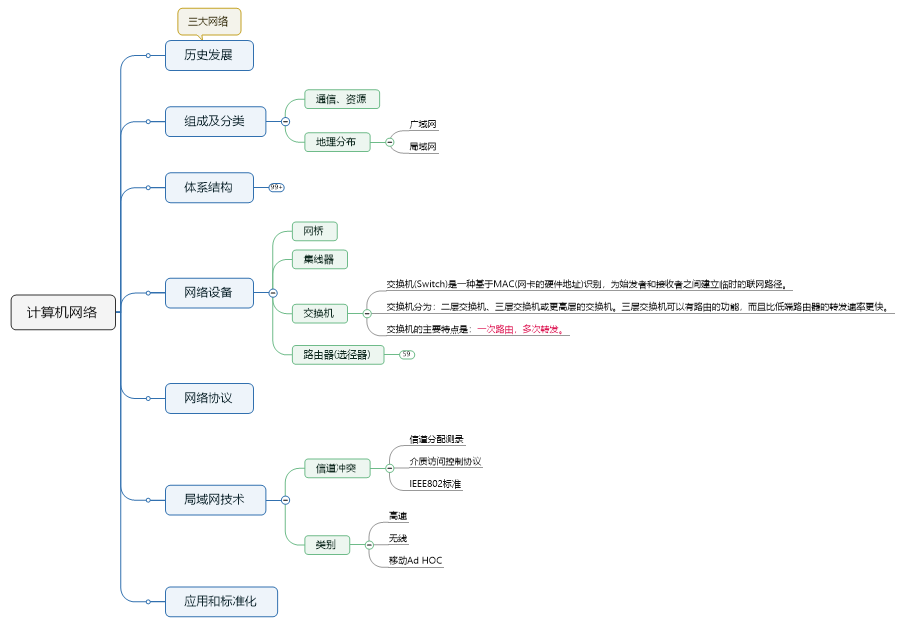 三大网络
历史发展
通信、资源
组成及分类
广域网
地理分布
局域网
体系结构
99+
网桥
集线器
交换机(Switch)是一种基于MAC(网卡的硬件地址)识别，为始发者和接收者之间建立临时的联网路径。
网络设备
交换机分为：二层交换机、三层交换机或更高层的交换机。三层交换机可以有路由的功能，而且比低端路由器的转发速率更快。
计算机网络
交换机
交换机的主要特点是：一次路由，多次转发。
路由器(选径器)
59
网络协议
信道分配测录
介质访问控制协议
信道冲突
IEEE802标准
局域网技术
高速
无线
类别
移动Ad HOC
应用和标准化